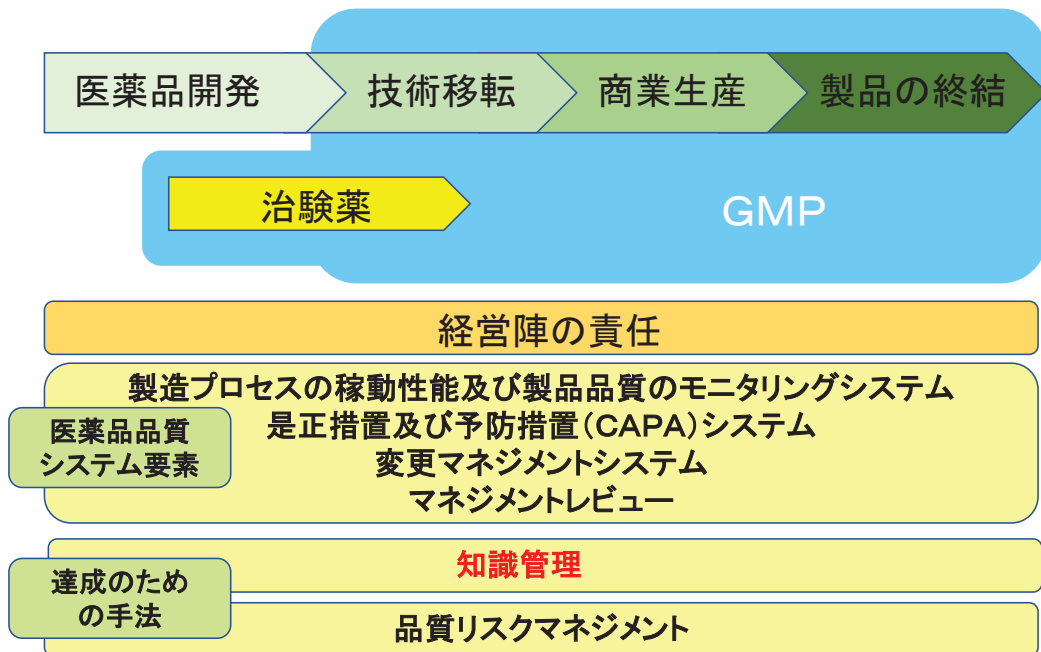 医薬品開発
技術移転
商業生産
製品の終結
治験薬
GMP
経営陣の責任
製造プロセスの稼動性能及び製品品質のモニタリングシステム
是正措置及び予防措置(CAPA)システム
変更マネジメントシステム
マネジメントレビュー
医薬品品質
システム要素
知識管理
達成のため
の手法
品質リスクマネジメント